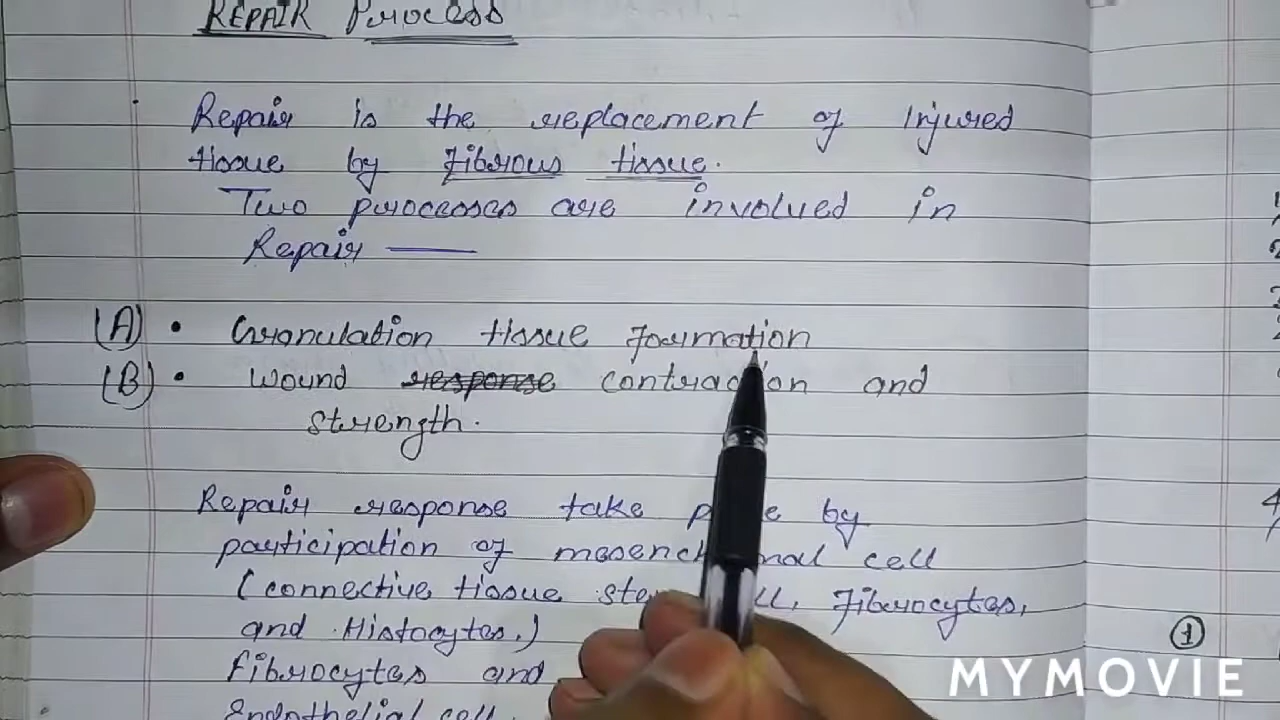 REPAIR Process
Repair is the replacement of Injured
tissue by Fibrous tissue.
Two processes are involved in
Repair —
(A) • Granulation tissue formation
(B) • Wound response contraction and
strength.
Repair response take by
participation of cell
(connective tissue Fibrocytes,
and Histocytes.)
fibrocytes and
Endothelial cell.
1
MYMOVIE